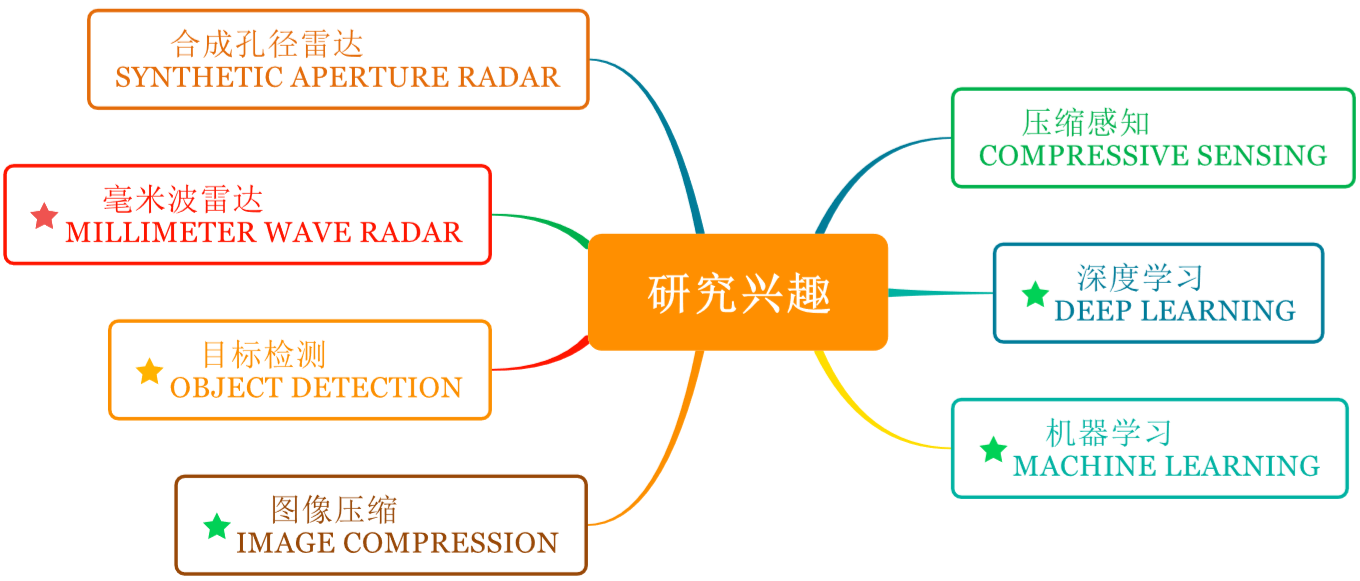 合成孔径雷达
SYNTHETIC APERTURE RADAR
毫米波雷达
MILLIMETER WAVE RADAR
目标检测
OBJECT DETECTION
图像压缩
IMAGE COMPRESSION
研究兴趣
压缩感知
COMPRESSIVE SENSING
深度学习
DEEP LEARNING
机器学习
MACHINE LEARNING